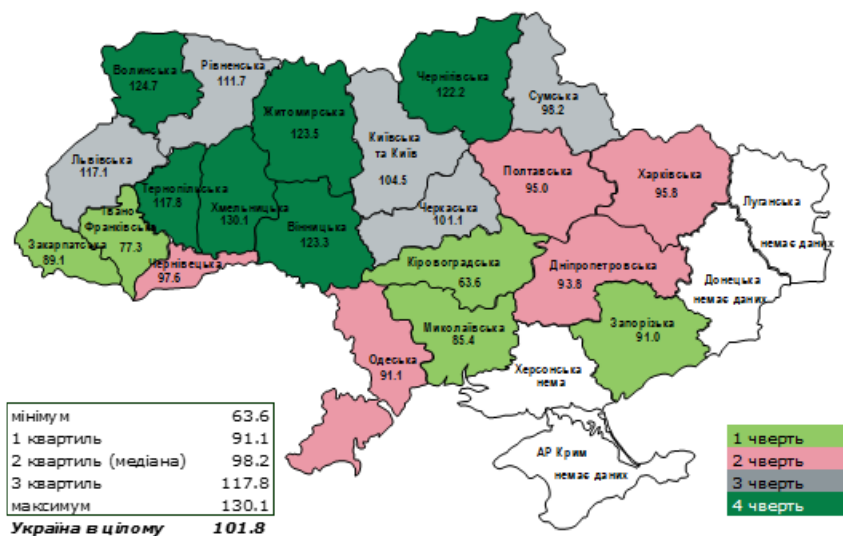 Волинська
124.7
Рівненська
111.7
Житомирська
123.5
Київська
та Київ
104.5
Чернігівська
122.2
Сумська
98.2
Львівська
117.1
Тернопільська
117.8
Хмельницька
130.1
Вінницька
123.3
Черкаська
101.1
Полтавська
95.0
Харківська
95.8
Луганська
немає даних
Івано-
Франківська
77.3
Закарпатська
89.1
Чернівецька
97.6
Кіровоградська
63.6
Дніпропетровська
93.8
Донецька
немає даних
Миколаївська
85.4
Запорізька
91.0
Одеська
91.1
Херсонська
нема
АР Крим
немає даних
мінімум 63.6
1 квартиль 91.1
2 квартиль (медіана) 98.2
3 квартиль 117.8
максимум 130.1
Україна в цілому 101.8
1 чверть
2 чверть
3 чверть
4 чверть